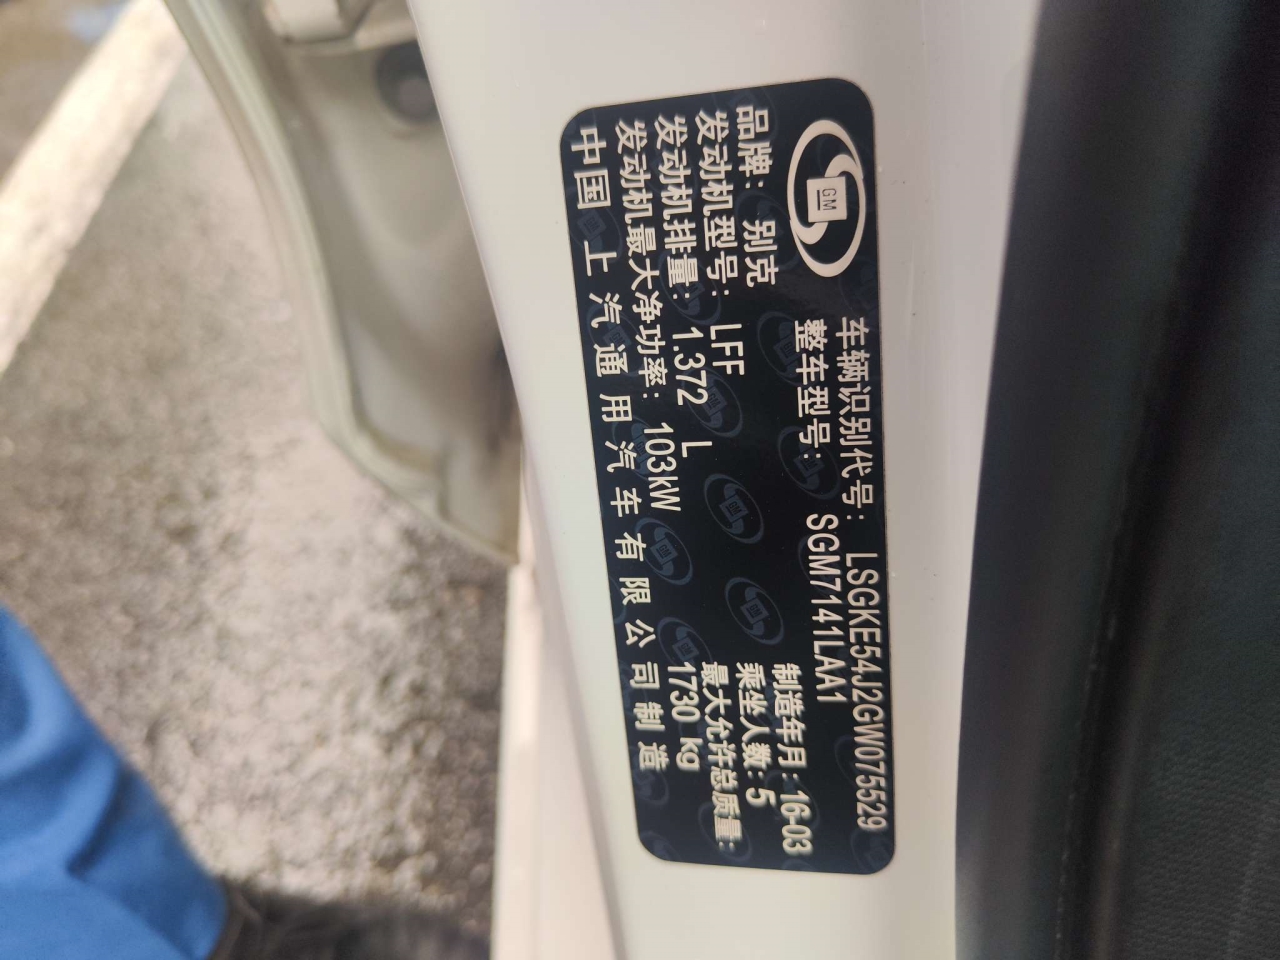 GM
车辆识别代号: LSGKE54J2GW075529
整车型号: SGM7141LAA1
品牌: 别克
制造年月: 16-03
发动机型号: LFF
乘坐人数: 5
发动机排量: 1.372 L
最大允许总质量:
1730 kg
发动机最大净功率: 103kW
中国 上汽通用汽车有限公司制造